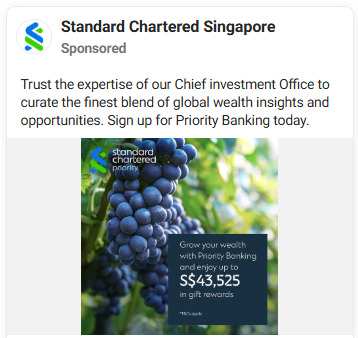 Standard Chartered Singapore
Sponsored
Trust the expertise of our Chief investment Office to
curate the finest blend of global wealth insights and
opportunities. Sign up for Priority Banking today.
standard
chartered
priority
Grow your wealth
with Priority Banking
and enjoy up to
S$43,525
in gift rewards
*T&Cs apply